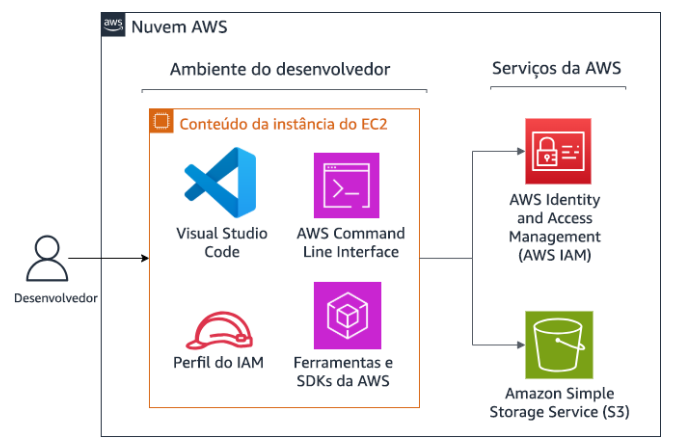 aws
Nuvem AWS
Ambiente do desenvolvedor
Serviços da AWS
Conteúdo da instância do EC2
Visual Studio
Code
AWS Command
Line Interface
AWS Identity
and Access
Management
(AWS IAM)
Desenvolvedor
Perfil do IAM
Ferramentas e
SDKs da AWS
Amazon Simple
Storage Service (S3)